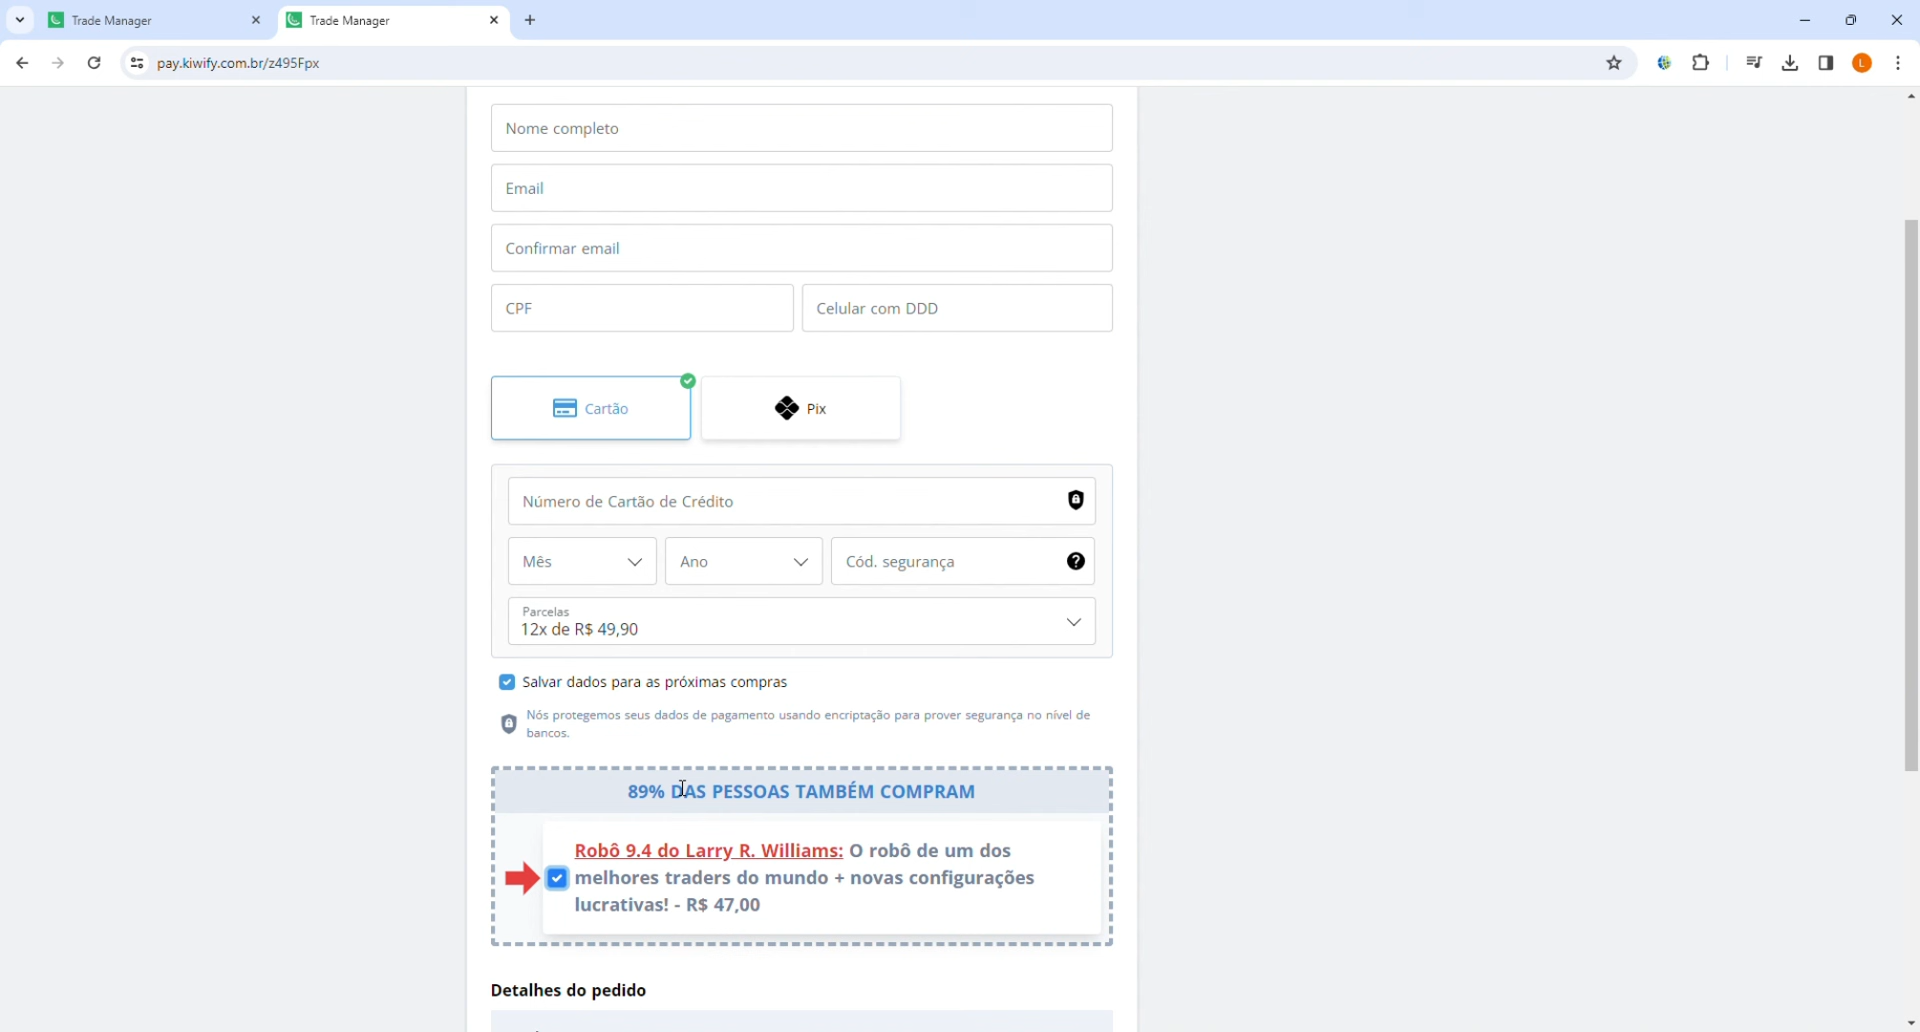 Trade Manager
Trade Manager
pay.kiwify.com.br/z495Fpx
L
Nome completo
Email
Confirmar email
CPF
Celular com DDD
Cartão
Pix
Número de Cartão de Crédito
Mês
Ano
Cód. segurança
Parcelas
12x de R$ 49,90
Salvar dados para as próximas compras
Nós protegemos seus dados de pagamento usando encriptação para prover segurança no nível de
bancos.
89% DAS PESSOAS TAMBÉM COMPRAM
Robô 9.4 do Larry R. Williams: O robô de um dos
melhores traders do mundo + novas configurações
lucrativas! - R$ 47,00
Detalhes do pedido